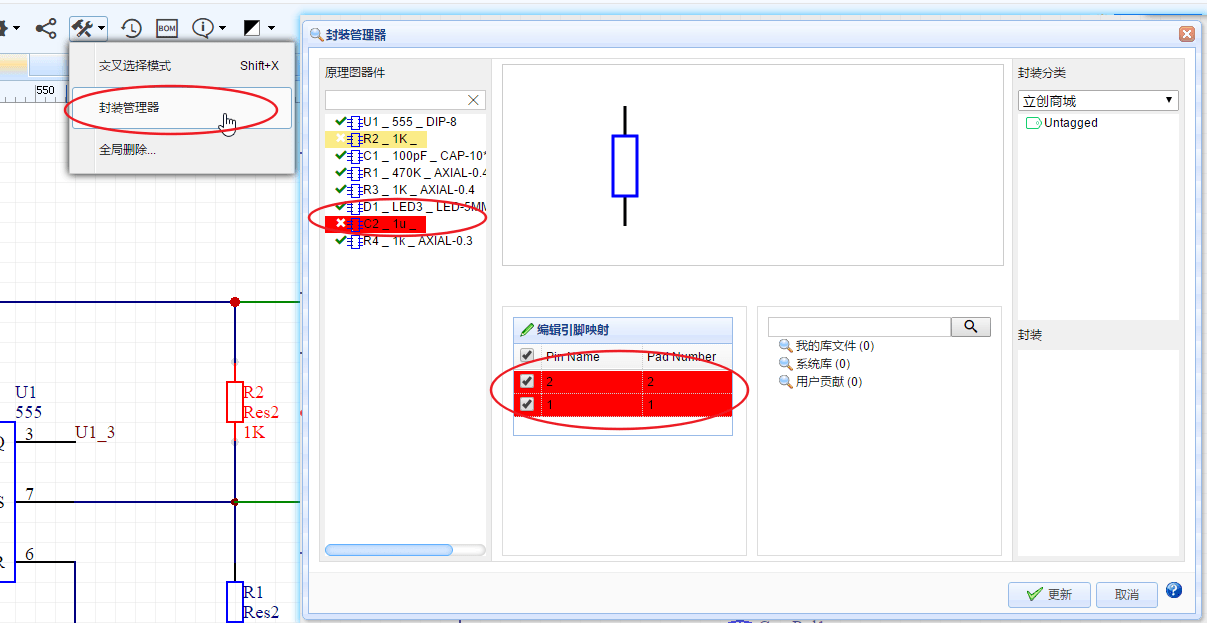 BOM
550
交叉选择模式 Shift+X
封装管理器
全局删除...
封装管理器
原理图器件
U1 _ 555 _ DIP-8
R2 _ 1K _
C1 _ 100pF _ CAP-10*
R1 _ 470K _ AXIAL-0.4
R3 _ 1K _ AXIAL-0.4
D1 _ LED3 _ LED-5MM
C2 _ 1u _
R4 _ 1k _ AXIAL-0.3
封装分类
立创商城
Untagged
编辑引脚映射
Pin Name Pad Number
2 2
1 1
我的库文件 (0)
系统库 (0)
用户贡献 (0)
封装
更新
取消
U1
555
3
U1_3
7
6
R2
Res2
1K
R1
Res2